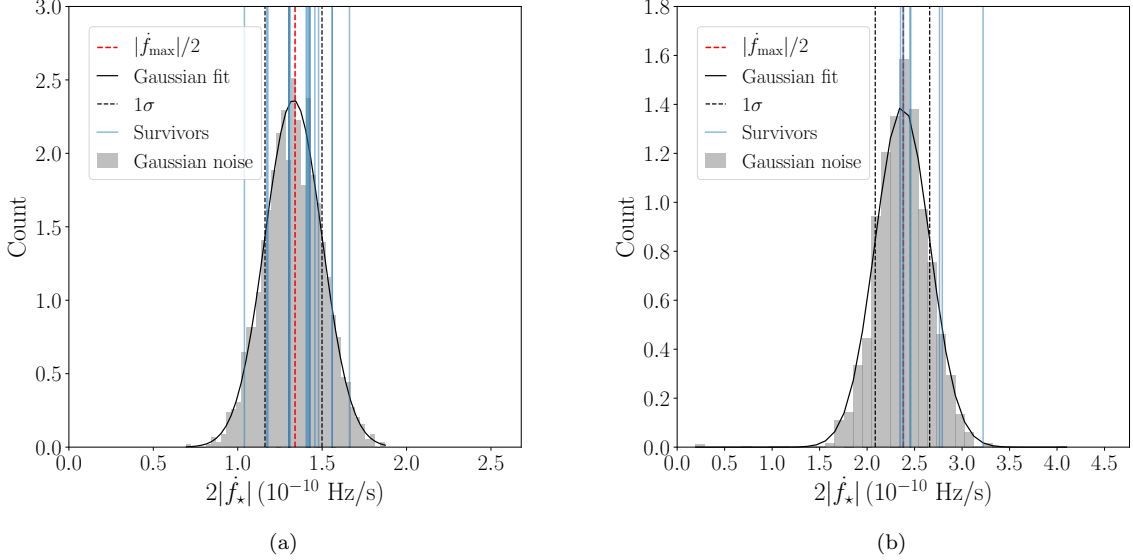 3.0
2.5
2.0
1.5
1.0
0.5
0.0
Count
|ḟ_max|/2
Gaussian fit
1σ
Survivors
Gaussian noise
0.0 0.5 1.0 1.5 2.0 2.5
2|ḟ⋆| (10⁻¹⁰ Hz/s)
(a)
1.8
1.6
1.4
1.2
1.0
0.8
0.6
0.4
0.2
0.0
Count
|ḟ_max|/2
Gaussian fit
1σ
Survivors
Gaussian noise
0.0 0.5 1.0 1.5 2.0 2.5 3.0 3.5 4.0 4.5
2|ḟ⋆| (10⁻¹⁰ Hz/s)
(b)